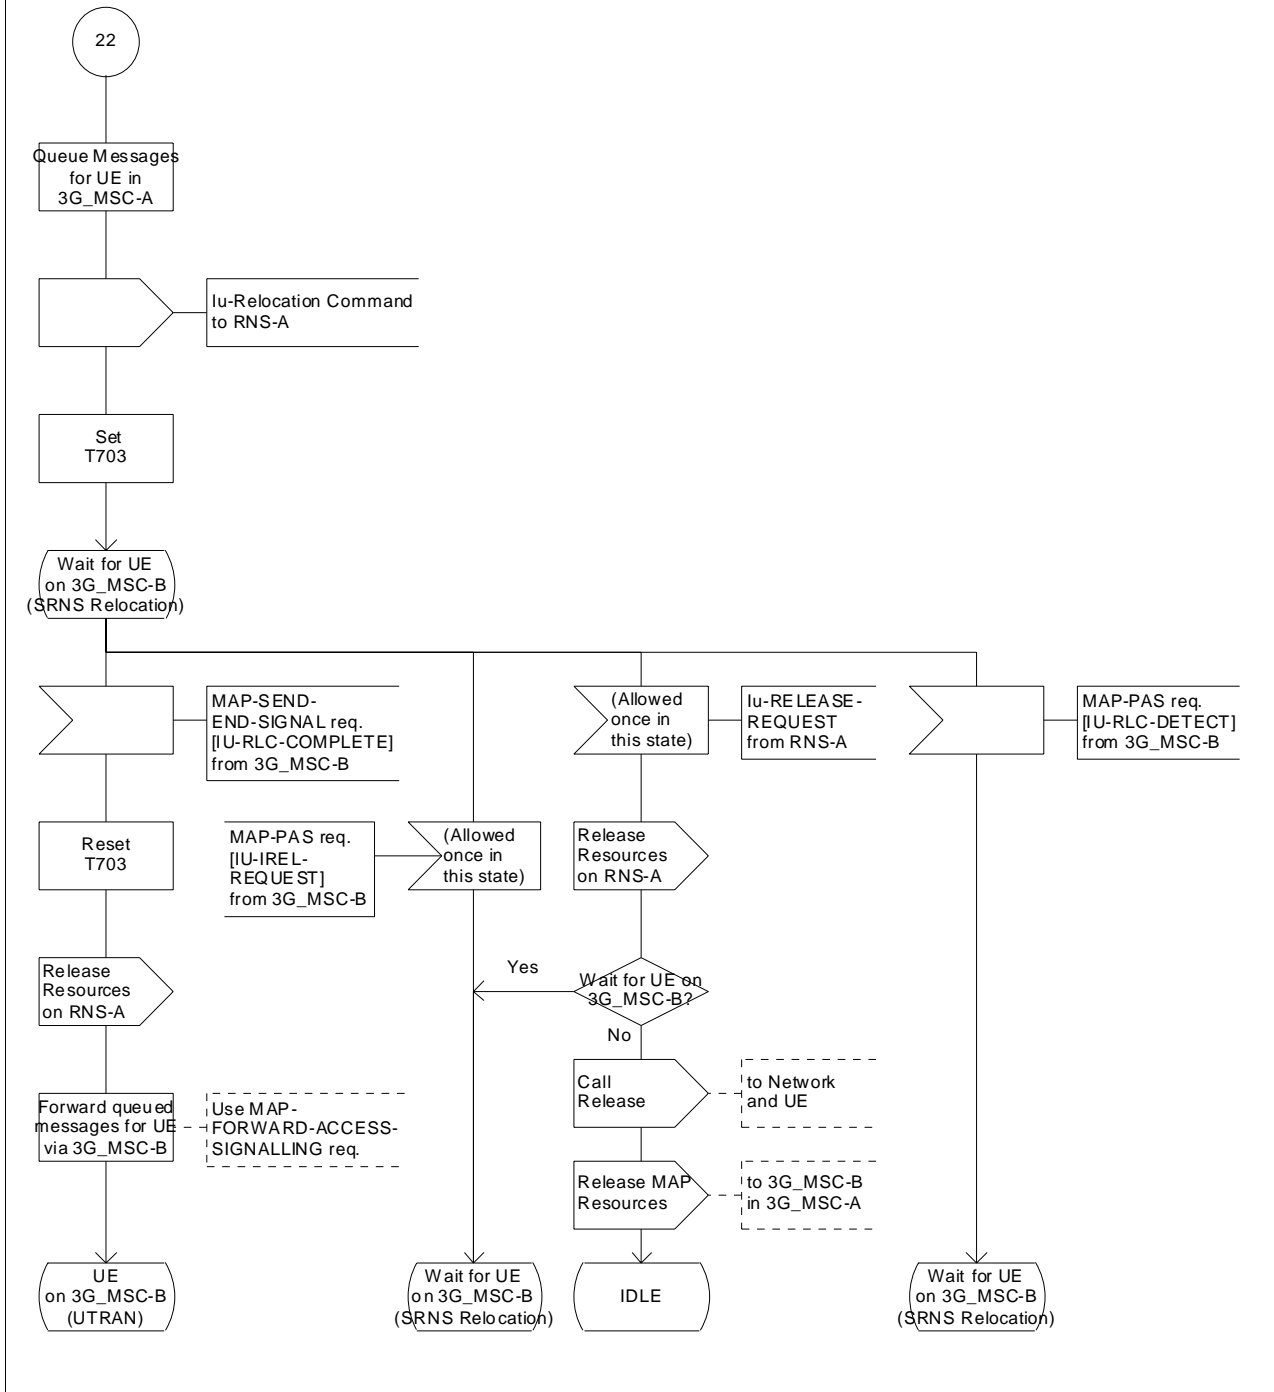 22
Queue Messages
for UE in
3G_MSC-A
Iu-Relocation Command
to RNS-A
Set
T703
Wait for UE
on 3G_MSC-B
(SRNS Relocation)
MAP-SEND-
END-SIGNAL req.
[IU-RLC-COMPLETE]
from 3G_MSC-B
(Allowed
once in
this state)
Iu-RELEASE-
REQUEST
from RNS-A
MAP-PAS req.
[IU-RLC-DETECT]
from 3G_MSC-B
Reset
T703
MAP-PAS req.
[IU-IREL-
REQUEST]
from 3G_MSC-B
(Allowed
once in
this state)
Release
Resources
on RNS-A
Release
Resources
on RNS-A
Yes
Wait for UE on
3G_MSC-B?
No
Call
Release
to Network
and UE
Forward queued
messages for UE
via 3G_MSC-B
Use MAP-
FORWARD-ACCESS-
SIGNALLING req.
Release MAP
Resources
to 3G_MSC-B
in 3G_MSC-A
UE
on 3G_MSC-B
(UTRAN)
Wait for UE
on 3G_MSC-B
(SRNS Relocation)
IDLE
Wait for UE
on 3G_MSC-B
(SRNS Relocation)